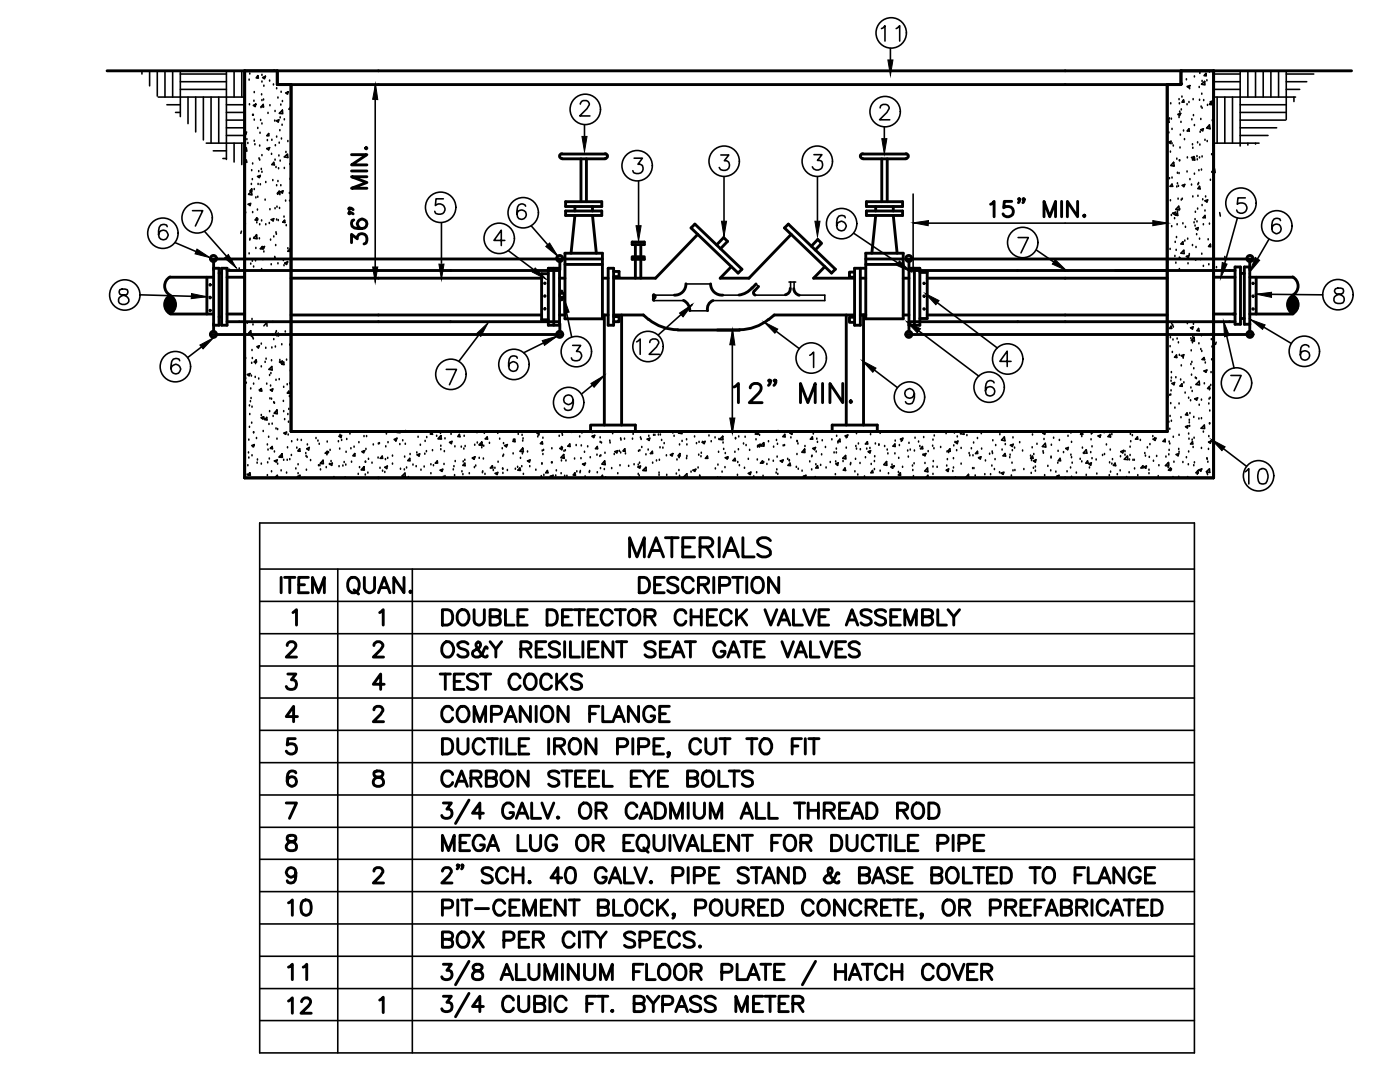 11
2
2
3
3
3
36" MIN.
5
6
4
7
6
6
15" MIN.
7
5
6
8
8
6
7
6
3
12
1
9
12" MIN.
9
6
4
7
6
10
MATERIALS
ITEM QUAN. DESCRIPTION
1 1 DOUBLE DETECTOR CHECK VALVE ASSEMBLY
2 2 OS&Y RESILIENT SEAT GATE VALVES
3 4 TEST COCKS
4 2 COMPANION FLANGE
5 DUCTILE IRON PIPE, CUT TO FIT
6 8 CARBON STEEL EYE BOLTS
7 3/4 GALV. OR CADMIUM ALL THREAD ROD
8 MEGA LUG OR EQUIVALENT FOR DUCTILE PIPE
9 2 2" SCH. 40 GALV. PIPE STAND & BASE BOLTED TO FLANGE
10 PIT-CEMENT BLOCK, POURED CONCRETE, OR PREFABRICATED
BOX PER CITY SPECS.
11 3/8 ALUMINUM FLOOR PLATE / HATCH COVER
12 1 3/4 CUBIC FT. BYPASS METER